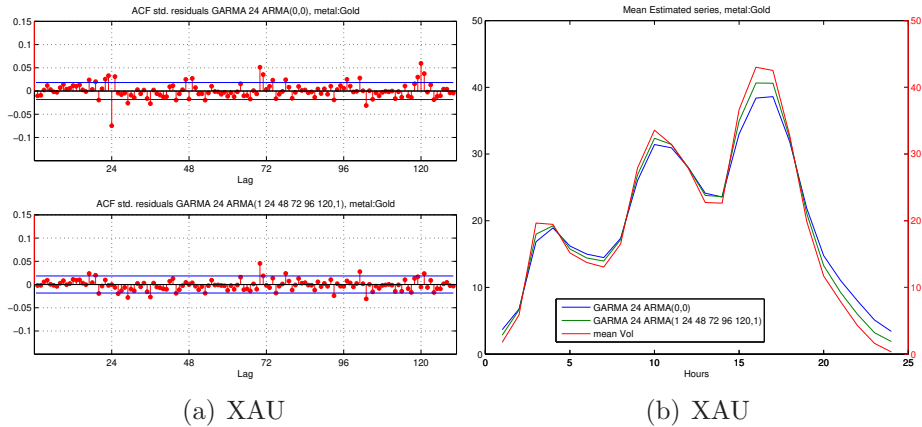 ACF std. residuals GARMA 24 ARMA(0,0), metal:Gold
0.15
0.1
0.05
0
−0.05
−0.1
24 48 72 96 120
Lag
ACF std. residuals GARMA 24 ARMA(1 24 48 72 96 120,1), metal:Gold
0.15
0.1
0.05
0
−0.05
−0.1
24 48 72 96 120
Lag
(a) XAU
Mean Estimated series, metal:Gold
50 50
40 40
30 30
20 20
10 10
0 0
GARMA 24 ARMA(0,0)
GARMA 24 ARMA(1 24 48 72 96 120,1)
mean Vol
0 5 10 15 20 25
Hours
(b) XAU